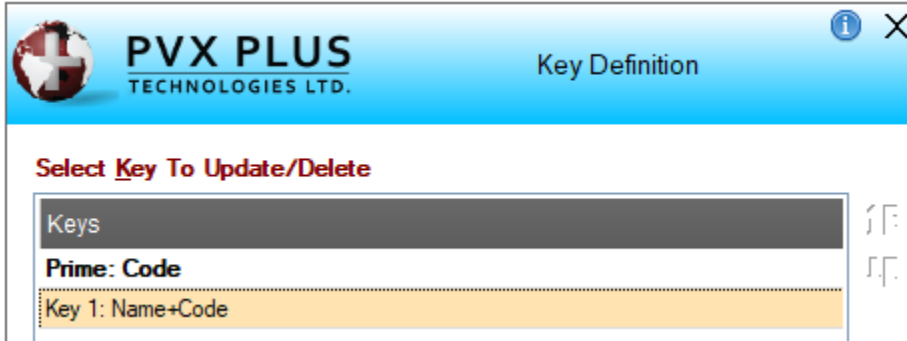 PVX PLUS
TECHNOLOGIES LTD.
Key Definition
Select Key To Update/Delete
Keys
Prime: Code
Key 1: Name+Code